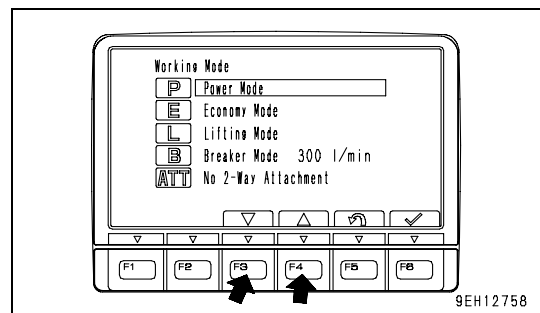 Working Mode
P Power Mode
E Economy Mode
L Lifting Mode
B Breaker Mode 300 l/min
ATT No 2-Way Attachment
F1 F2 F3 F4 F5 F6
9EH12758